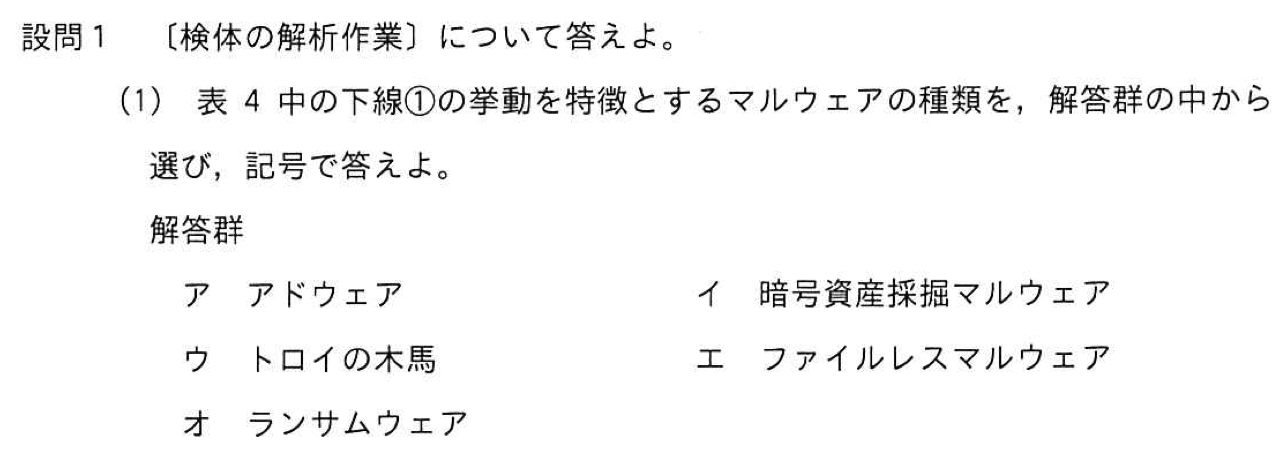 設問1 〔検体の解析作業〕について答えよ。
(1) 表 4 中の下線①の挙動を特徴とするマルウェアの種類を，解答群の中から
選び，記号で答えよ。
解答群
ア アドウェア イ 暗号資産採掘マルウェア
ウ トロイの木馬 エ ファイルレスマルウェア
オ ランサムウェア